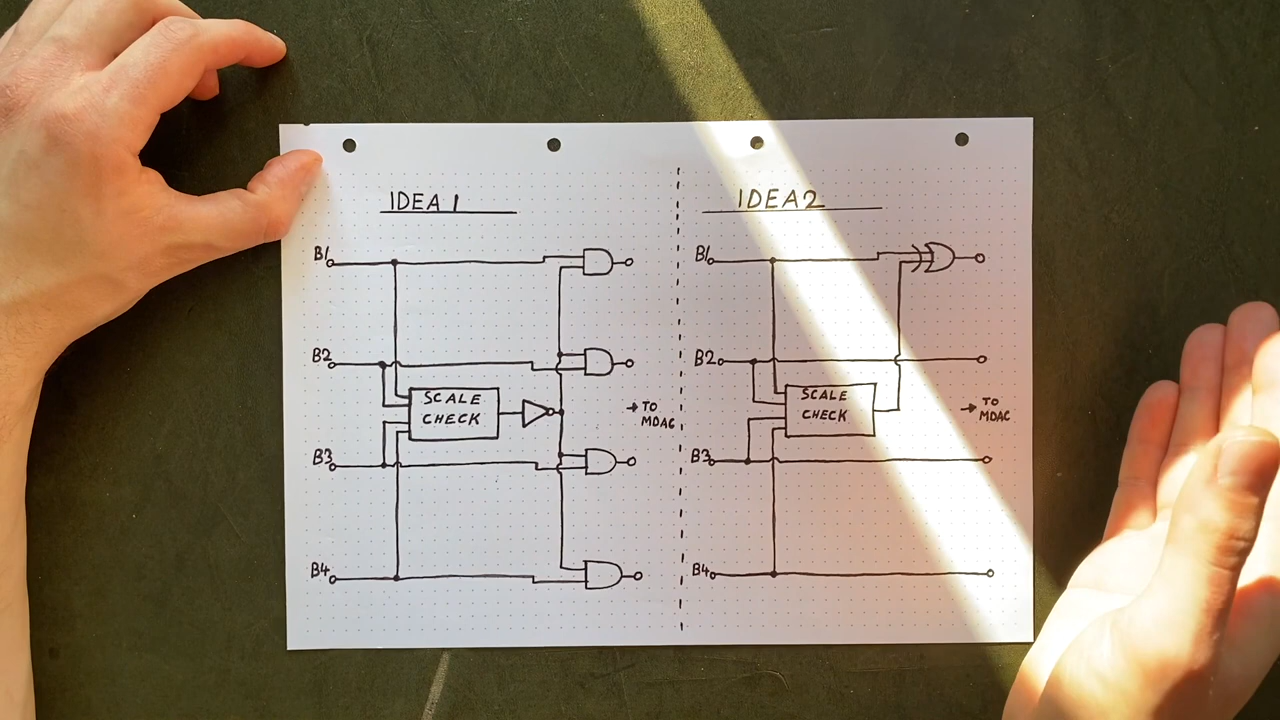 IDEA 1
B1
B2
SCALE
CHECK
→ TO
MDAC
B3
B4
IDEA2
B1
B2
SCALE
CHECK
→ TO
MDAC
B3
B4